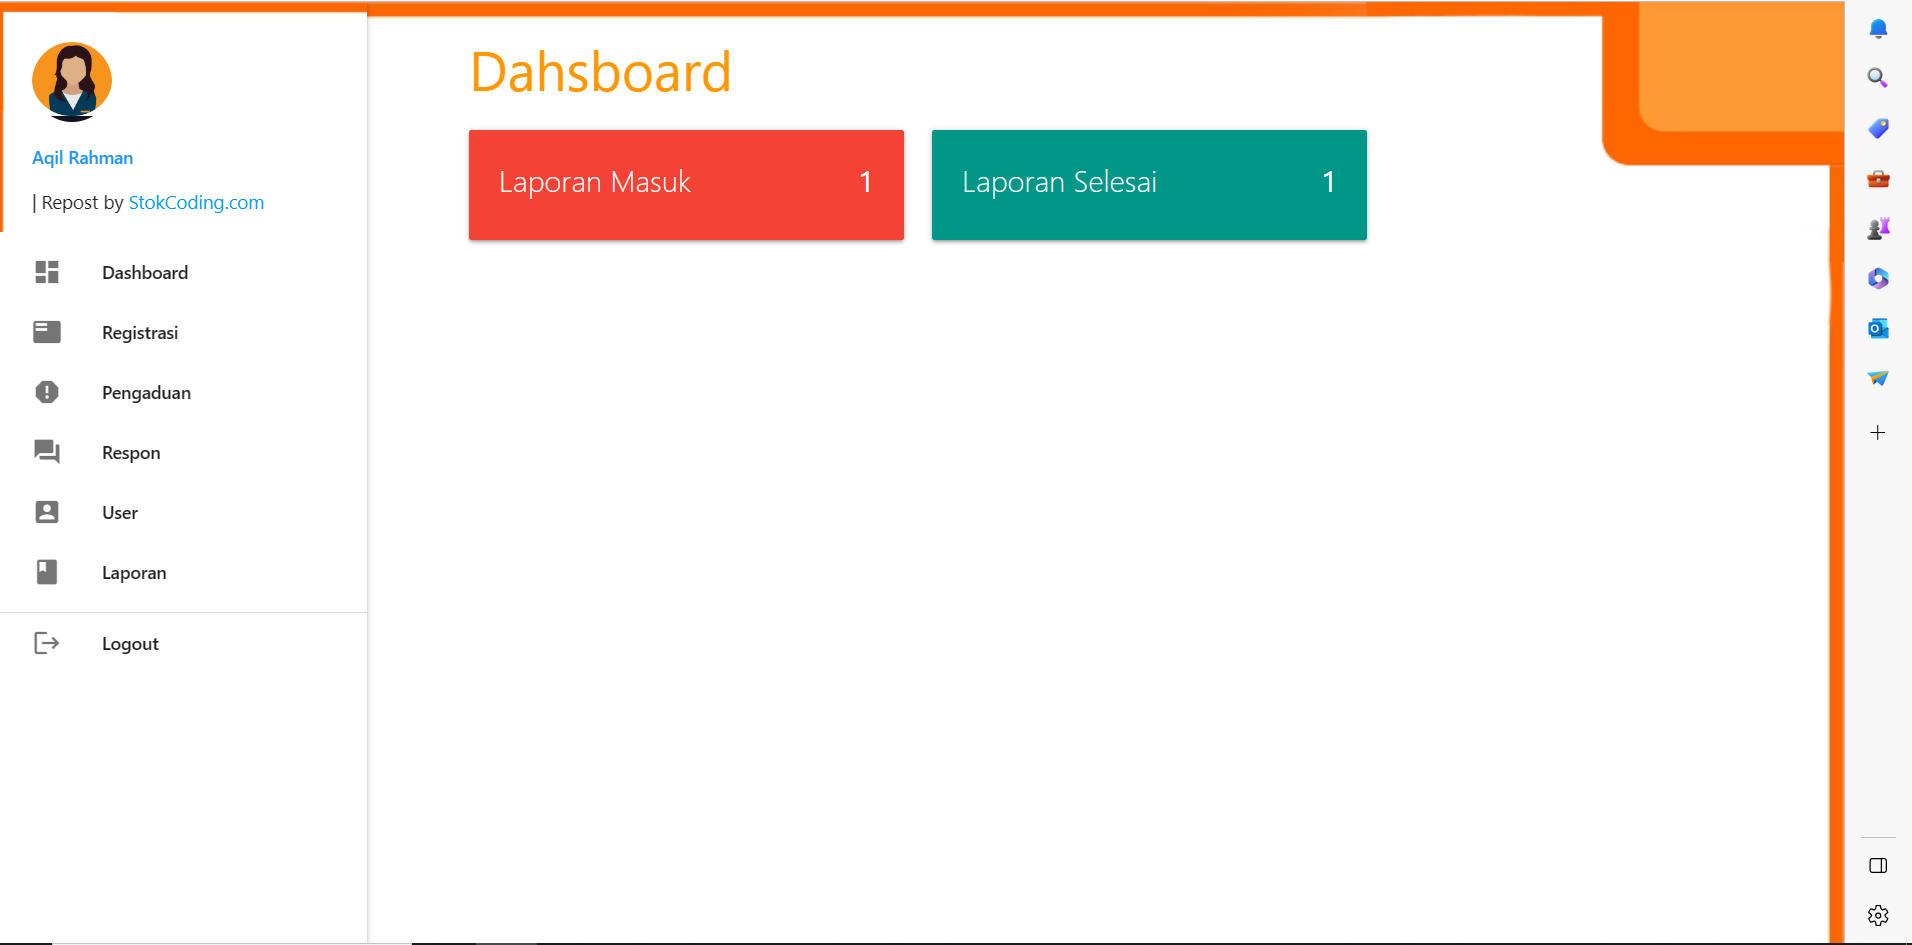 Aqil Rahman
| Repost by StokCoding.com
Dashboard
Registrasi
Pengaduan
Respon
User
Laporan
Logout
Dahsboard
Laporan Masuk 1
Laporan Selesai 1